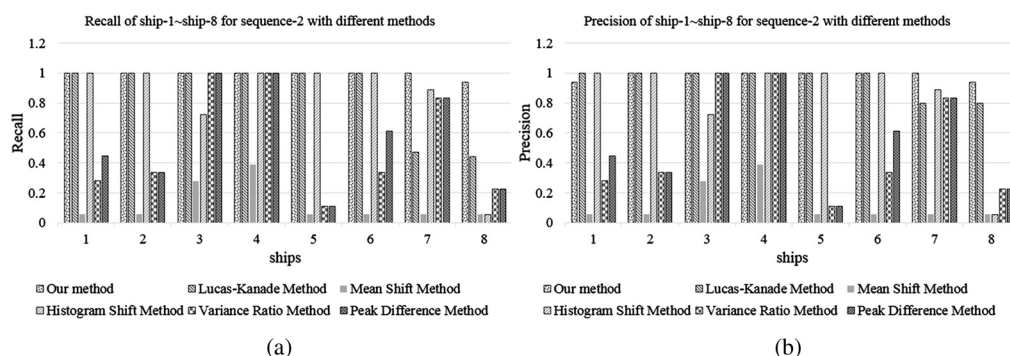 Recall of ship-1~ship-8 for sequence-2 with different methods
1.2
1
0.8
0.6
0.4
0.2
0
Recall
1 2 3 4 5 6 7 8
ships
Our method Lucas-Kanade Method Mean Shift Method
Histogram Shift Method Variance Ratio Method Peak Difference Method
(a)
Precision of ship-1~ship-8 for sequence-2 with different methods
1.2
1
0.8
0.6
0.4
0.2
0
Precision
1 2 3 4 5 6 7 8
ships
Our method Lucas-Kanade Method Mean Shift Method
Histogram Shift Method Variance Ratio Method Peak Difference Method
(b)